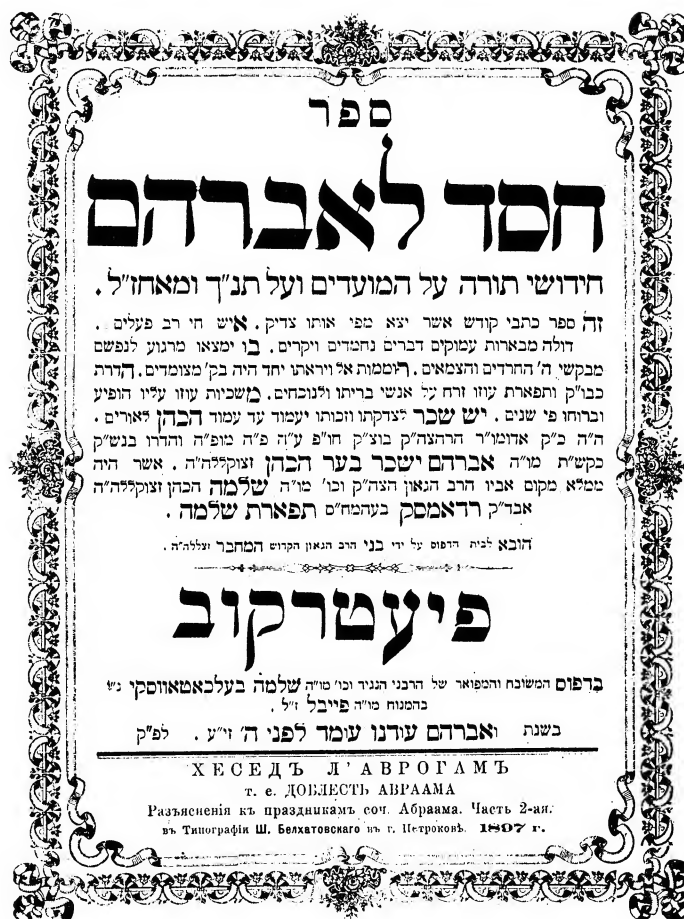 ספר
חסד לאברהם
חידושי תורה על המועדים ועל תנ"ך ומאחז"ל.
זה ספר כתבי קודש אשר יצא מפי אותו צדיק. איש חי רב פעלים.
דולה מבארות עמוקים דברים נחמדים ויקרים. בו ימצאו מרגוע לנפשם
מבקשי ה' החרדים והצמאים. רוממות אל ויראתו יחד היה בק' מצומדים. הדרת
כבו"ק ותפארת עוזו זרח על אנשי בריתו ולנוכחים. משכיות עוזו עליו הופיע
וברוחו פי שנים. יש שכר לצדקתו וזכותו יעמוד עד עמוד הכהן לאורים.
ה"ה כ"ק אדומו"ר הרהצה"ק בוצ"ק חו"פ ע"ה פ"ה מופ"ה והדרו בגש"ק
כקש"ת מו"ה אברהם ישכר בער הכהן זצוקללה"ה. אשר היה
ממלא מקום אביו הרב הגאון הצה"ק וכו' מו"ה שלמה הכהן זצוקללה"ה
אבד"ק ראדאמסק בעהמח"ס תפארת שלמה.
הובא לבית הדפוס על ידי בני הרב הגאון הקדוש המחבר זצללה"ה.
פיעטרקוב
בדפוס המשובח והמפואר של הרבני הנגיד וכו' מו"ה שלמה בעלכאטאווסקי נ"י
בהמנוח מו"ה פייבל ז"ל.
בשנת ואברהם עודנו עומד לפני ה' זי"ע. לפ"ק
ХЕСЕДЪ Л'АВРОГАМЪ
т. е. ДОБЛЕСТЬ АВРААМА
Разъясненія къ праздникамъ соч. Абраама. Часть 2-ая.
въ Типографіи Ш. Белхатовскаго въ г. Петроковѣ. 1897 г.